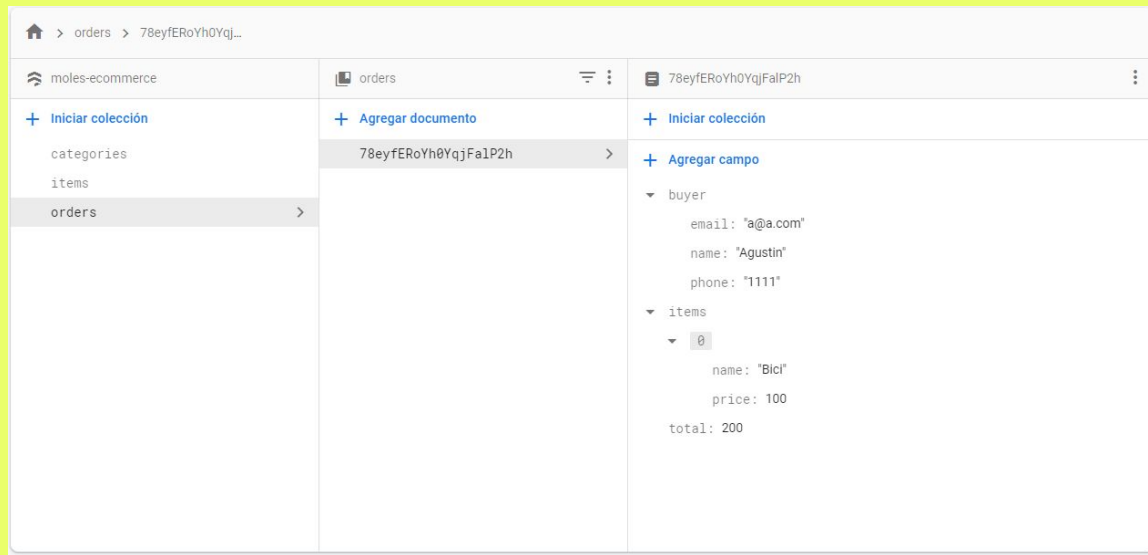 orders > 78eyfERoYh0Yqj…
moles-ecommerce
+ Iniciar colección
categories
items
orders
orders
+ Agregar documento
78eyfERoYh0YqjFalP2h
78eyfERoYh0YqjFalP2h
+ Iniciar colección
+ Agregar campo
buyer
email: "a@a.com"
name: "Agustin"
phone: "1111"
items
0
name: "Bici"
price: 100
total: 200